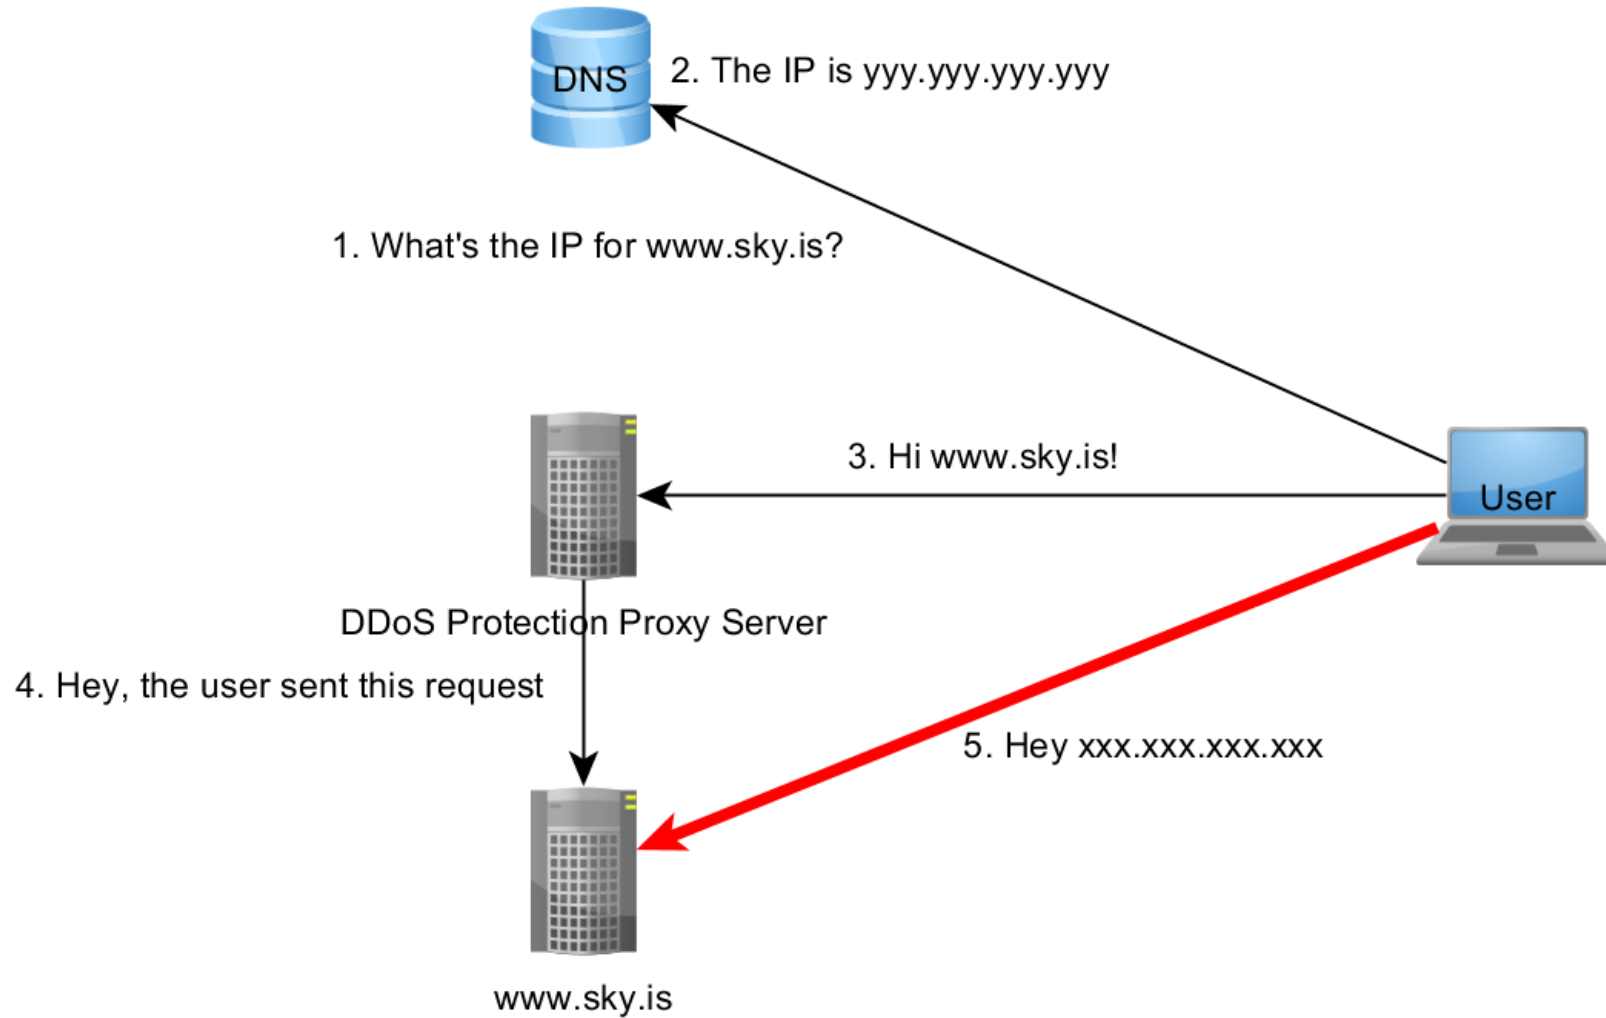 DNS
2. The IP is yyy.yyy.yyy.yyy
1. What's the IP for www.sky.is?
3. Hi www.sky.is!
User
DDoS Protection Proxy Server
4. Hey, the user sent this request
5. Hey xxx.xxx.xxx.xxx
www.sky.is